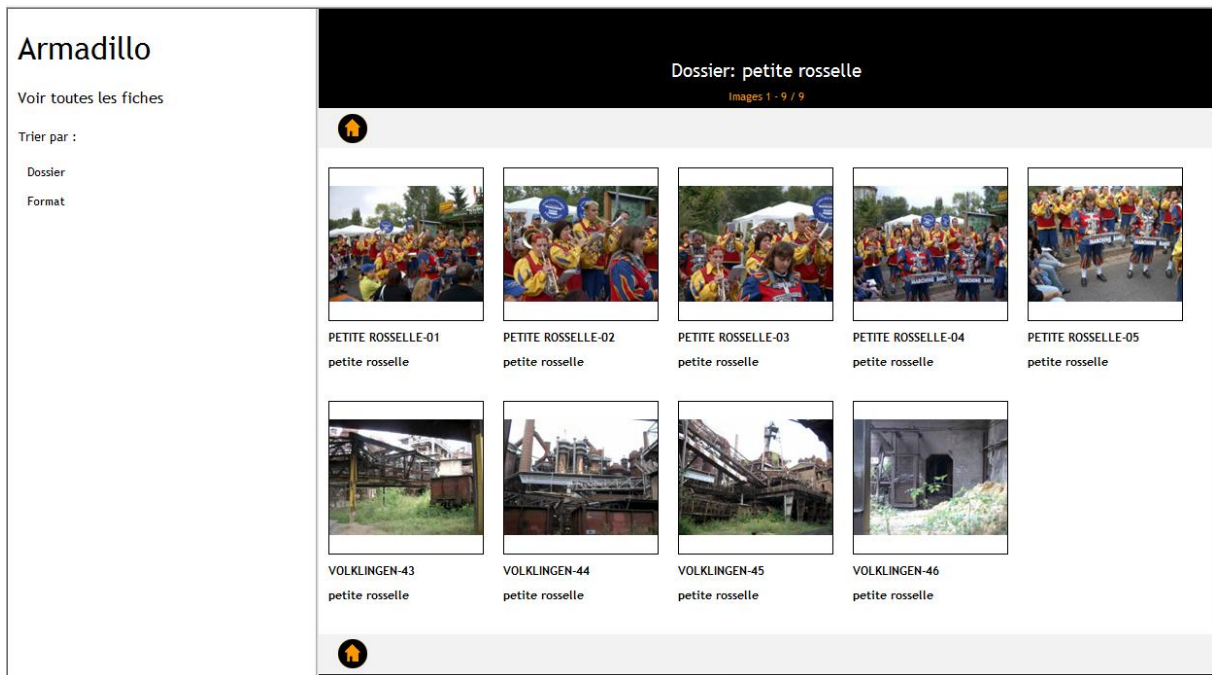 Armadillo
Voir toutes les fiches
Trier par :
Dossier
Format
Dossier: petite rosselle
Images 1 - 9 / 9
PETITE ROSSELLE-01
petite rosselle
PETITE ROSSELLE-02
petite rosselle
PETITE ROSSELLE-03
petite rosselle
PETITE ROSSELLE-04
petite rosselle
PETITE ROSSELLE-05
petite rosselle
VOLKLINGEN-43
petite rosselle
VOLKLINGEN-44
petite rosselle
VOLKLINGEN-45
petite rosselle
VOLKLINGEN-46
petite rosselle